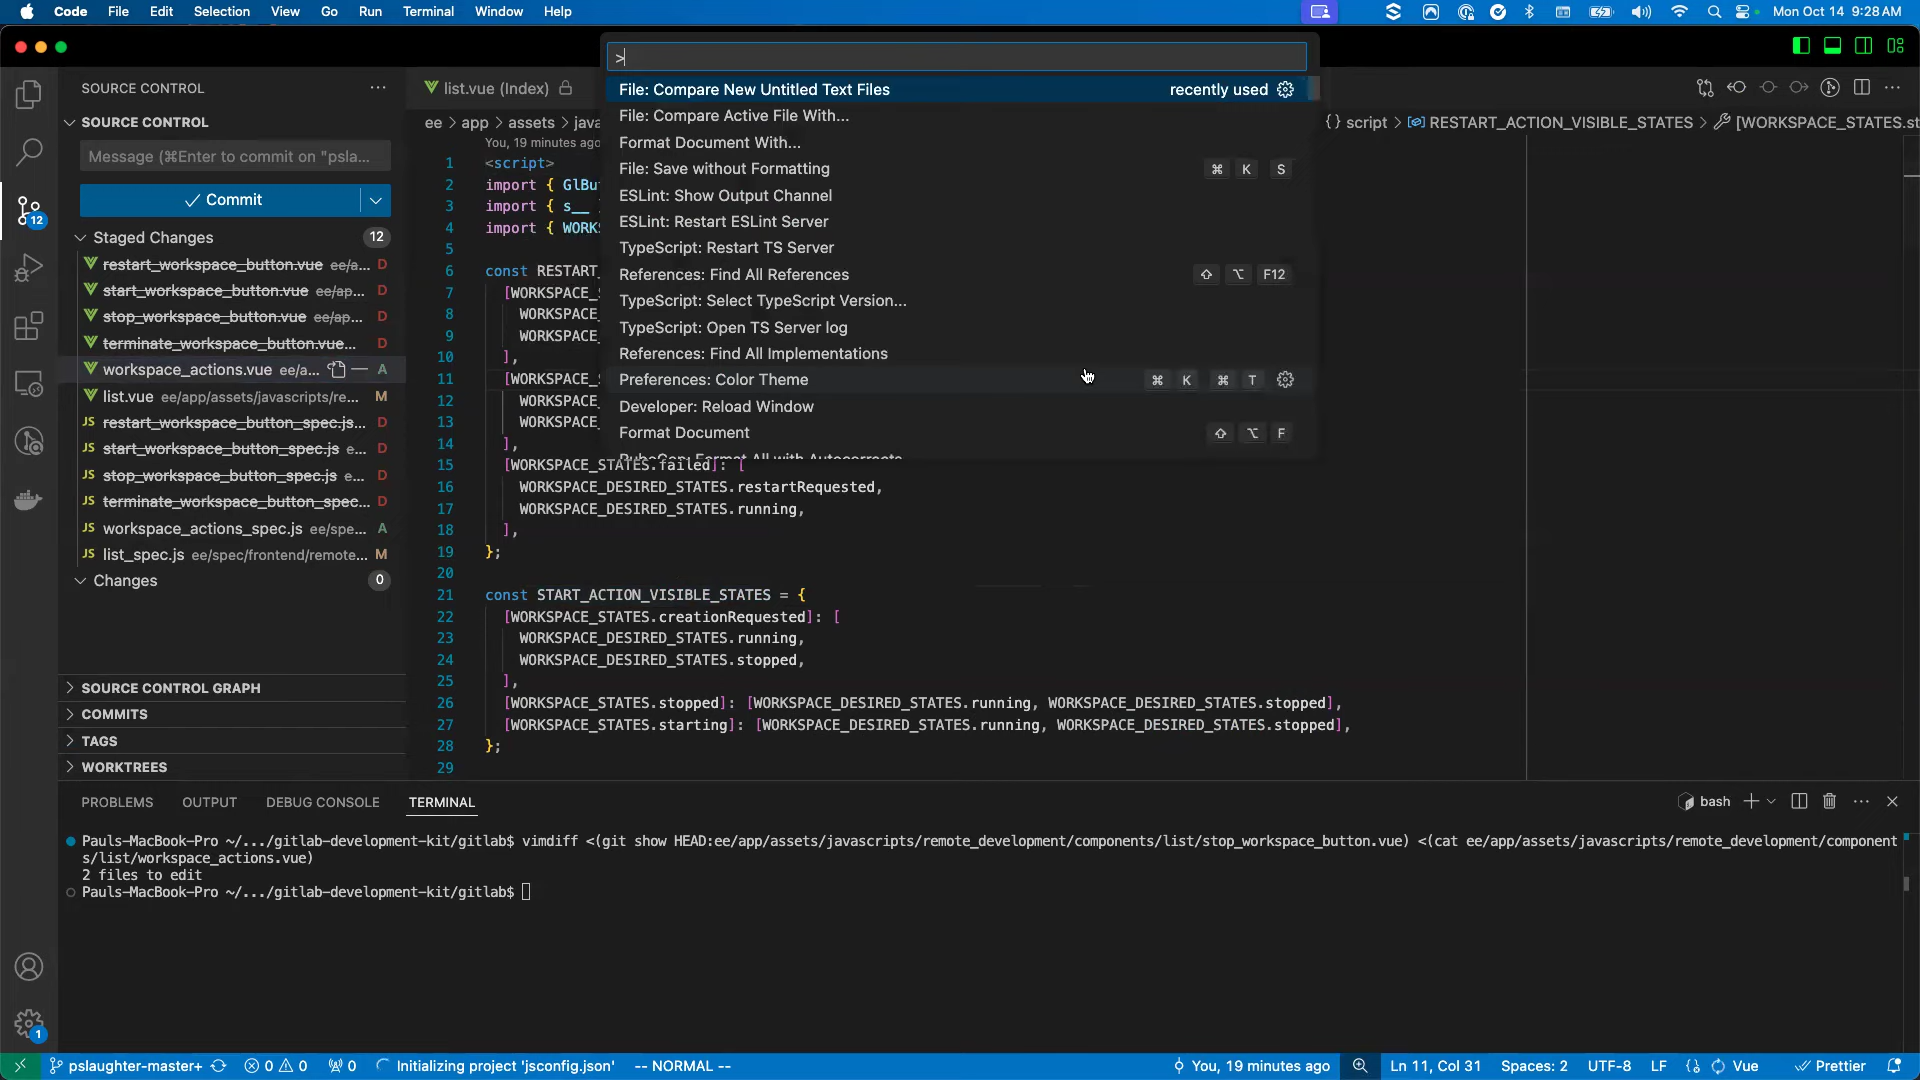 Code File Edit Selection View Go Run Terminal Window Help
Mon Oct 14 9:28 AM
>
File: Compare New Untitled Text Files recently used
File: Compare Active File With...
Format Document With...
File: Save without Formatting ⌘ K S
ESLint: Show Output Channel
ESLint: Restart ESLint Server
TypeScript: Restart TS Server
References: Find All References ⇧ ⌥ F12
TypeScript: Select TypeScript Version...
TypeScript: Open TS Server log
References: Find All Implementations
Preferences: Color Theme ⌘ K ⌘ T
Developer: Reload Window
Format Document ⇧ ⌥ F
SOURCE CONTROL
SOURCE CONTROL
Message (⌘Enter to commit on "psla...
Commit
12
Staged Changes 12
restart_workspace_button.vue ee/a... D
start_workspace_button.vue ee/ap... D
stop_workspace_button.vue ee/ap... D
terminate_workspace_button.vue... D
workspace_actions.vue ee/a... A
list.vue ee/app/assets/javascripts/re... M
JS restart_workspace_button_spec.js... D
JS start_workspace_button_spec.js e... D
JS stop_workspace_button_spec.js e... D
JS terminate_workspace_button_spec... D
JS workspace_actions_spec.js ee/spe... A
JS list_spec.js ee/spec/frontend/remote... M
Changes 0
SOURCE CONTROL GRAPH
COMMITS
TAGS
WORKTREES
1
list.vue (Index)
ee > app > assets > java
{} script > RESTART_ACTION_VISIBLE_STATES > [WORKSPACE_STATES.st
You, 19 minutes ago
1 <script>
2 import { GlBu
3 import { s__
4 import { WORK
5
6 const RESTART_
7 [WORKSPACE_S
8 WORKSPACE_
9 WORKSPACE_
10 ],
11 [WORKSPACE_S
12 WORKSPACE_
13 WORKSPACE_
14 ],
15 [WORKSPACE_STATES.failed]: [
16 WORKSPACE_DESIRED_STATES.restartRequested,
17 WORKSPACE_DESIRED_STATES.running,
18 ],
19 };
20
21 const START_ACTION_VISIBLE_STATES = {
22 [WORKSPACE_STATES.creationRequested]: [
23 WORKSPACE_DESIRED_STATES.running,
24 WORKSPACE_DESIRED_STATES.stopped,
25 ],
26 [WORKSPACE_STATES.stopped]: [WORKSPACE_DESIRED_STATES.running, WORKSPACE_DESIRED_STATES.stopped],
27 [WORKSPACE_STATES.starting]: [WORKSPACE_DESIRED_STATES.running, WORKSPACE_DESIRED_STATES.stopped],
28 };
29
PROBLEMS OUTPUT DEBUG CONSOLE TERMINAL
bash
Pauls-MacBook-Pro ~/.../gitlab-development-kit/gitlab$ vimdiff <(git show HEAD:ee/app/assets/javascripts/remote_development/components/list/stop_workspace_button.vue) <(cat ee/app/assets/javascripts/remote_development/component
s/list/workspace_actions.vue)
2 files to edit
Pauls-MacBook-Pro ~/.../gitlab-development-kit/gitlab$
pslaughter-master+ 0 0 0 Initializing project 'jsconfig.json' -- NORMAL -- You, 19 minutes ago Ln 11, Col 31 Spaces: 2 UTF-8 LF {} Vue Prettier